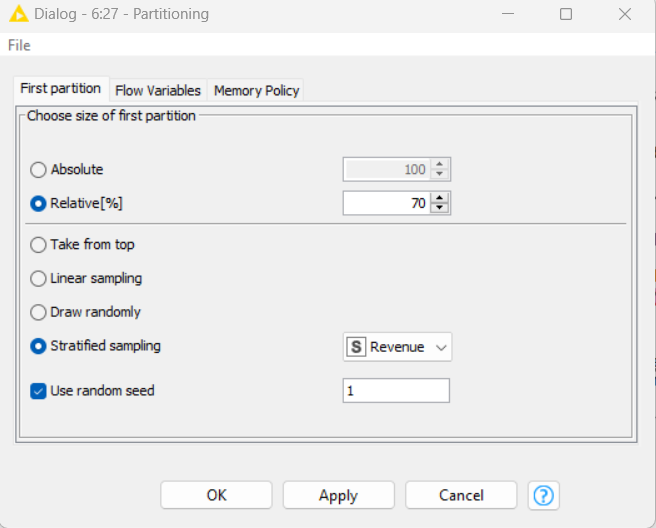 Dialog - 6:27 - Partitioning
File
First partition Flow Variables Memory Policy
Choose size of first partition
Absolute 100
Relative[%] 70
Take from top
Linear sampling
Draw randomly
Stratified sampling S Revenue
Use random seed 1
OK Apply Cancel ?